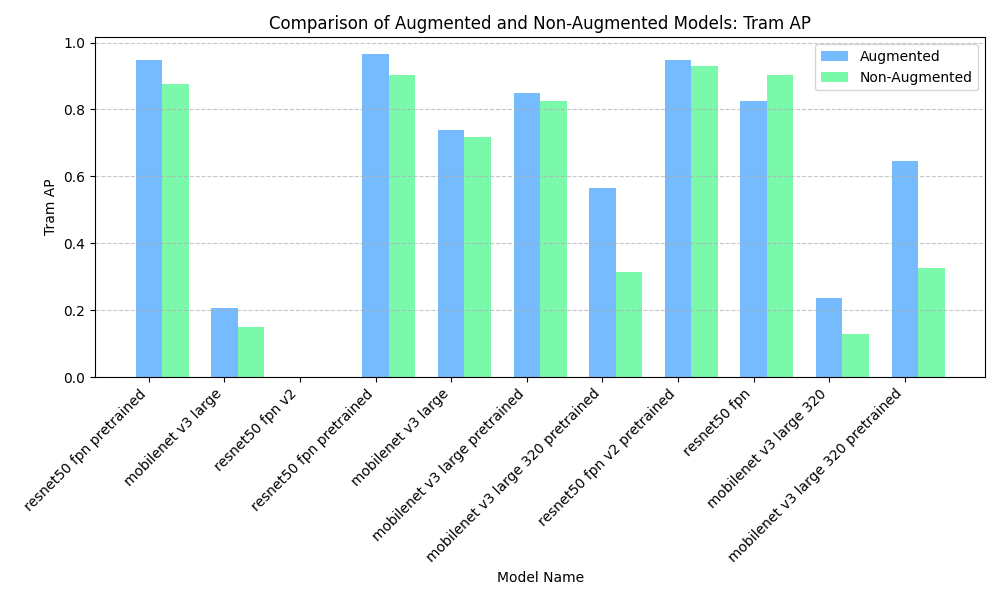 Comparison of Augmented and Non-Augmented Models: Tram AP
Augmented
Non-Augmented
Tram AP
1.0
0.8
0.6
0.4
0.2
0.0
resnet50 fpn pretrained
mobilenet v3 large
resnet50 fpn v2
resnet50 fpn pretrained
mobilenet v3 large
mobilenet v3 large pretrained
mobilenet v3 large 320 pretrained
resnet50 fpn v2 pretrained
resnet50 fpn
mobilenet v3 large 320
mobilenet v3 large 320 pretrained
Model Name